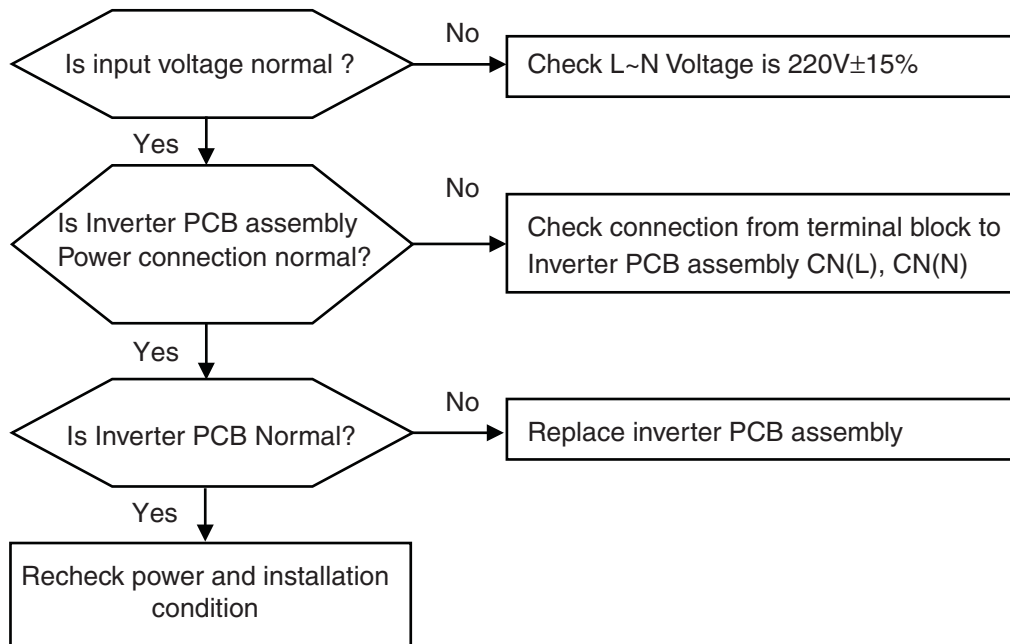 Is input voltage normal ?
No
Check L~N Voltage is 220V±15%
Yes
Is Inverter PCB assembly
Power connection normal?
No
Check connection from terminal block to
Inverter PCB assembly CN(L), CN(N)
Yes
Is Inverter PCB Normal?
No
Replace inverter PCB assembly
Yes
Recheck power and installation
condition